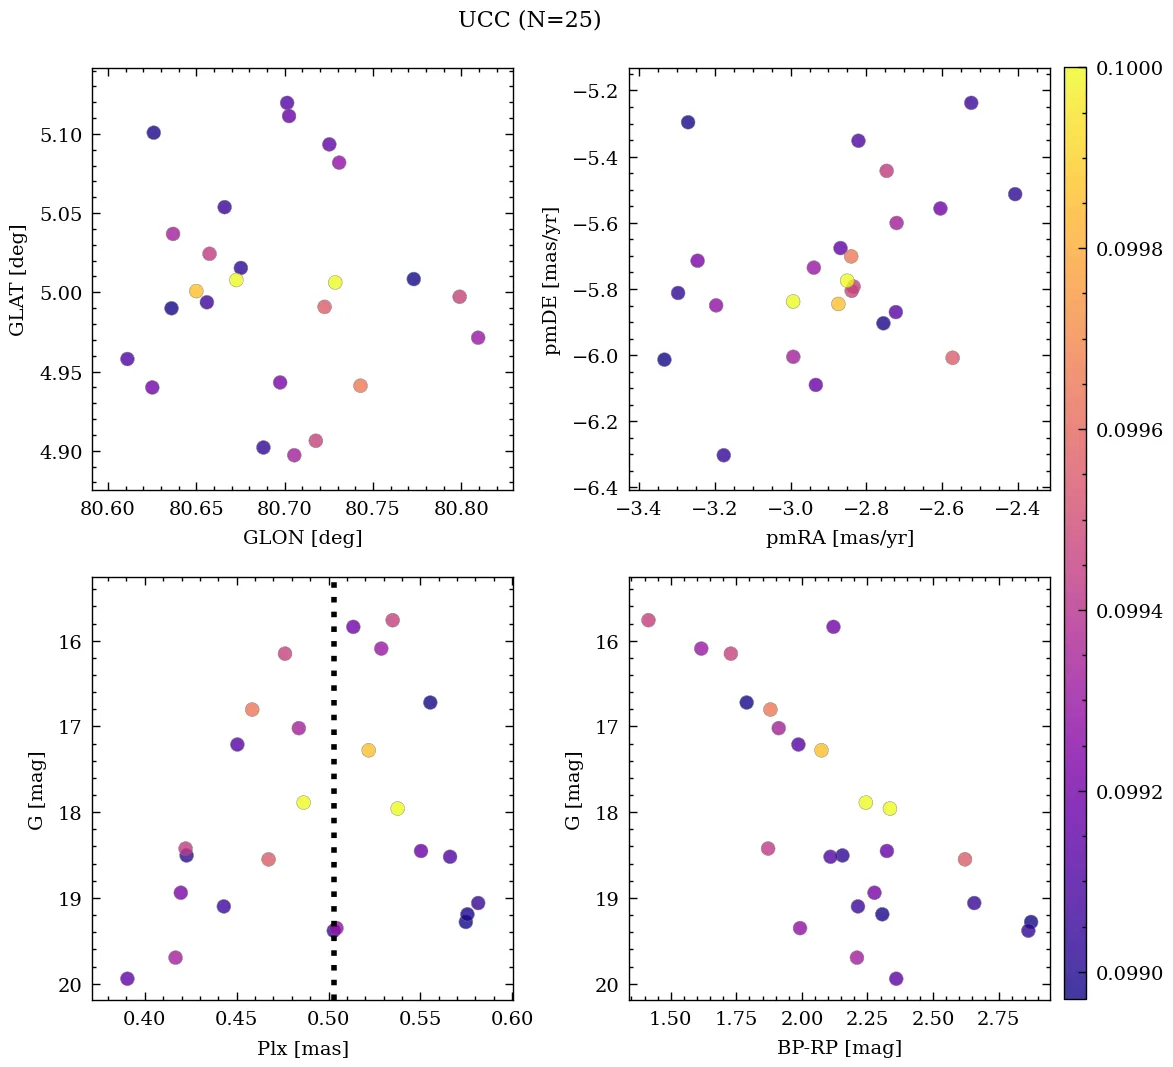 UCC (N=25)
5.10
5.05
5.00
4.95
4.90
GLAT [deg]
80.60 80.65 80.70 80.75 80.80
GLON [deg]
−5.2
−5.4
−5.6
−5.8
−6.0
−6.2
−6.4
pmDE [mas/yr]
−3.4 −3.2 −3.0 −2.8 −2.6 −2.4
pmRA [mas/yr]
16
17
18
19
20
G [mag]
0.40 0.45 0.50 0.55 0.60
Plx [mas]
16
17
18
19
20
G [mag]
1.50 1.75 2.00 2.25 2.50 2.75
BP-RP [mag]
0.1000
0.0998
0.0996
0.0994
0.0992
0.0990